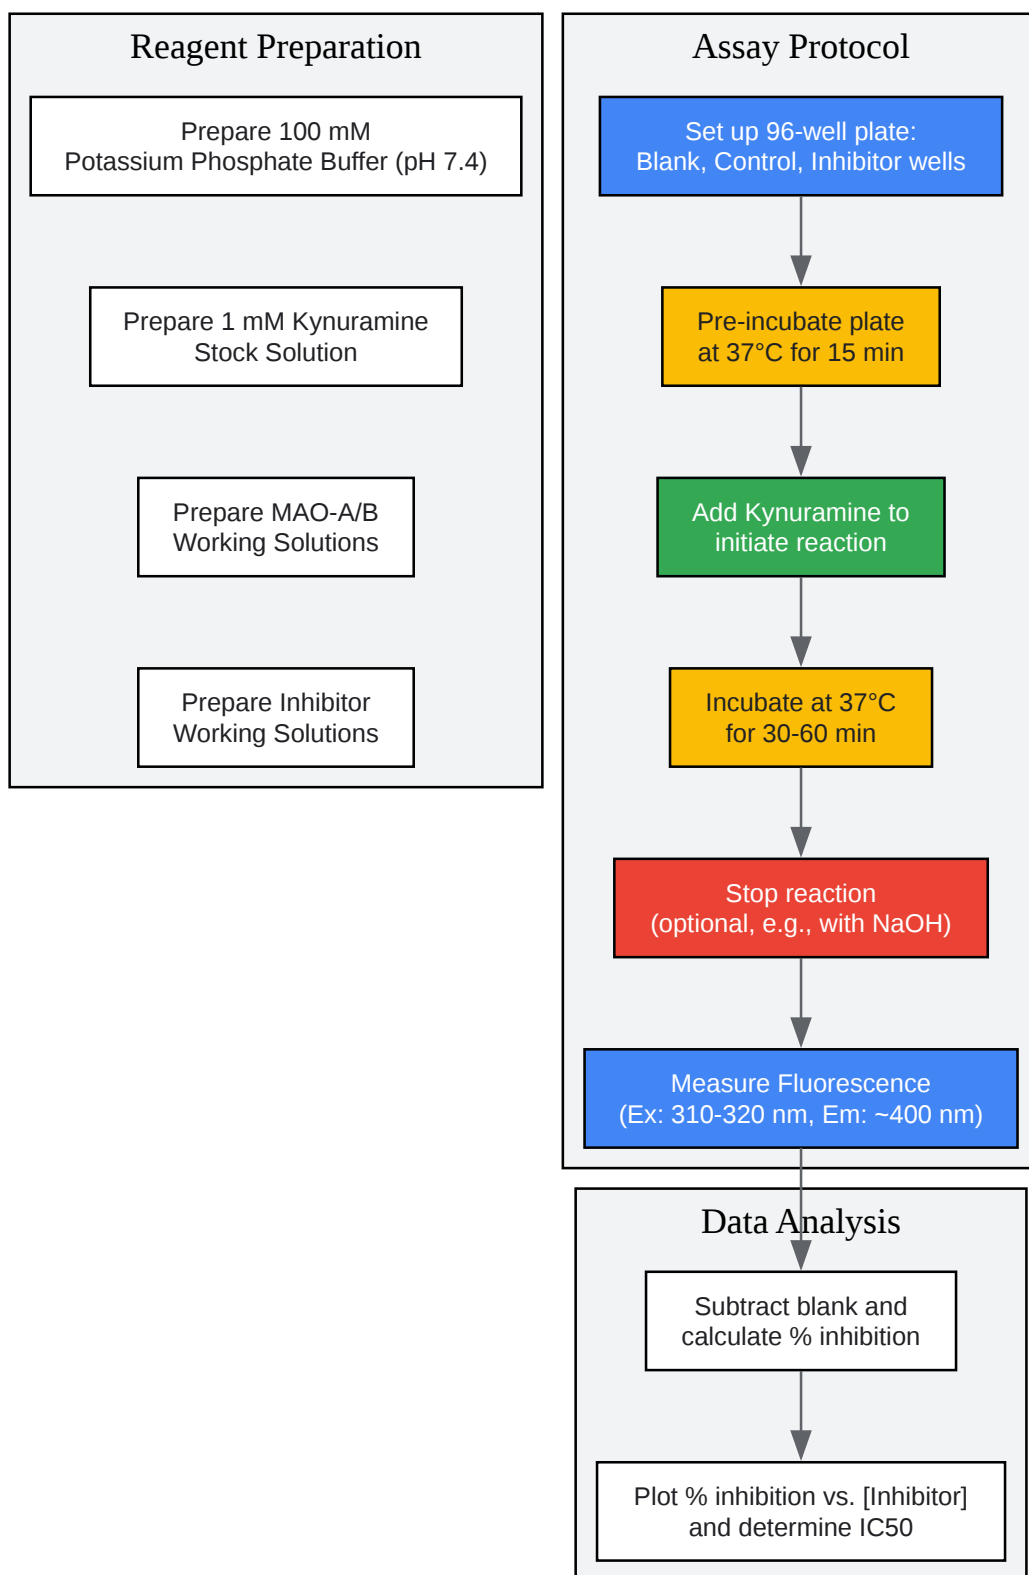 Reagent Preparation
Prepare 100 mM
Potassium Phosphate Buffer (pH 7.4)
Prepare 1 mM Kynuramine
Stock Solution
Prepare MAO-A/B
Working Solutions
Prepare Inhibitor
Working Solutions
Assay Protocol
Set up 96-well plate:
Blank, Control, Inhibitor wells
Pre-incubate plate
at 37°C for 15 min
Add Kynuramine to
initiate reaction
Incubate at 37°C
for 30-60 min
Stop reaction
(optional, e.g., with NaOH)
Measure Fluorescence
(Ex: 310-320 nm, Em: ~400 nm)
Data Analysis
Subtract blank and
calculate % inhibition
Plot % inhibition vs. [Inhibitor]
and determine IC50